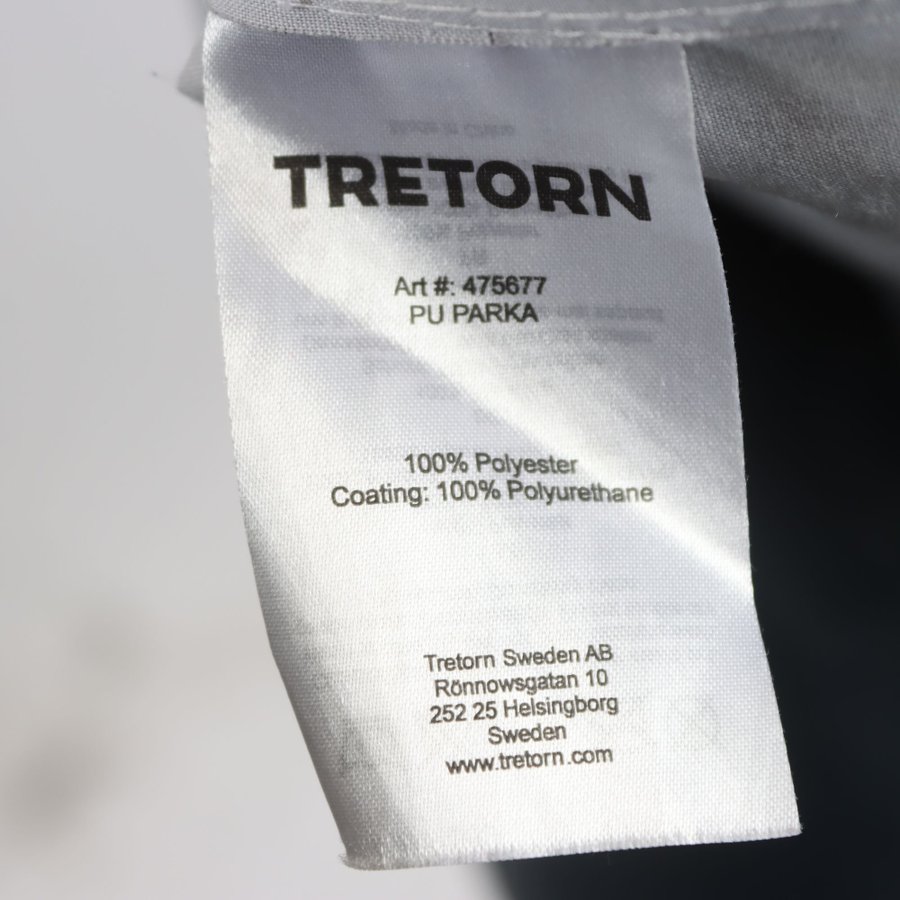 TRETORN
Art #: 475677
PU PARKA
100% Polyester
Coating: 100% Polyurethane
Tretorn Sweden AB
Rönnowsgatan 10
252 25 Helsingborg
Sweden
www.tretorn.com